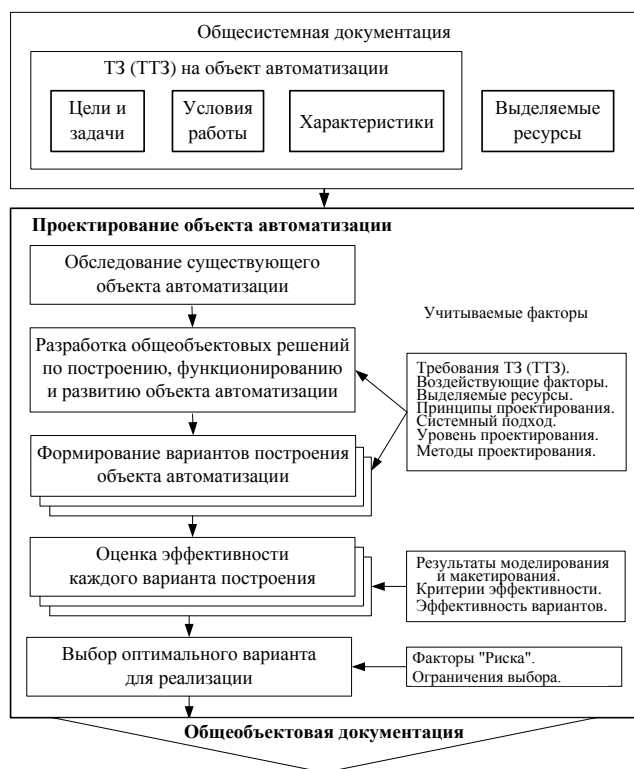 Общесистемная документация
ТЗ (ТТЗ) на объект автоматизации
Цели и
задачи
Условия
работы
Характеристики
Выделяемые
ресурсы
Проектирование объекта автоматизации
Обследование существующего
объекта автоматизации
Учитываемые факторы
Разработка общеобъектовых решений
по построению, функционированию
и развитию объекта автоматизации
Требования ТЗ (ТТЗ).
Воздействующие факторы.
Выделяемые ресурсы.
Принципы проектирования.
Системный подход.
Уровень проектирования.
Методы проектирования.
Формирование вариантов построения
объекта автоматизации
Оценка эффективности
каждого варианта построения
Результаты моделирования
и макетирования.
Критерии эффективности.
Эффективность вариантов.
Выбор оптимального варианта
для реализации
Факторы "Риска".
Ограничения выбора.
Общеобъектовая документация